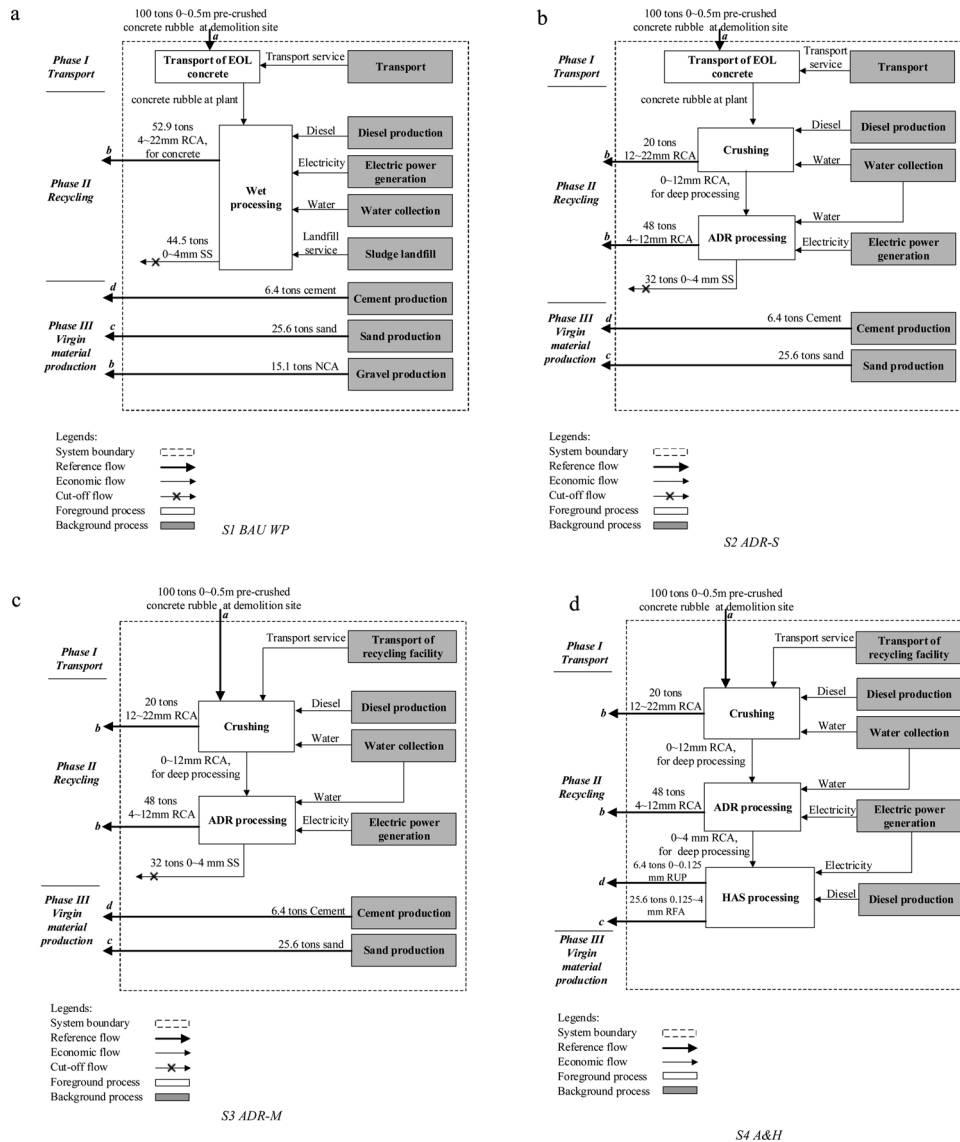 a
100 tons 0~0.5m pre-crushed
concrete rubble at demolition site
a
Phase I
Transport
Transport of EOL
concrete
Transport service
Transport
concrete rubble at plant
52.9 tons
4~22mm RCA,
for concrete
b
Phase II
Recycling
Wet
processing
Diesel
Diesel production
Electricity
Electric power
generation
Water
Water collection
Landfill
service
Sludge landfill
44.5 tons
0~4mm SS
d
6.4 tons cement
Cement production
Phase III
Virgin
material
production
c
25.6 tons sand
Sand production
b
15.1 tons NCA
Gravel production
Legends:
System boundary
Reference flow
Economic flow
Cut-off flow
Foreground process
Background process
S1 BAU WP
b
100 tons 0~0.5m pre-crushed
concrete rubble at demolition site
a
Phase I
Transport
Transport of EOL
concrete
Transport
service
Transport
concrete rubble at plant
Phase II
Recycling
Crushing
Diesel
Diesel production
Water
Water collection
20 tons
12~22mm RCA
b
0~12mm RCA,
for deep processing
Water
48 tons
4~12mm RCA
b
ADR processing
Electricity
Electric power
generation
32 tons 0~4 mm SS
Phase III
Virgin
material
production
d
6.4 tons Cement
Cement production
c
25.6 tons sand
Sand production
Legends:
System boundary
Reference flow
Economic flow
Cut-off flow
Foreground process
Background process
S2 ADR-S
c
100 tons 0~0.5m pre-crushed
concrete rubble at demolition site
a
Phase I
Transport
Transport service
Transport of
recycling facility
20 tons
12~22mm RCA
b
Crushing
Diesel
Diesel production
Water
Water collection
Phase II
Recycling
0~12mm RCA,
for deep processing
Water
48 tons
4~12mm RCA
b
ADR processing
Electricity
Electric power
generation
32 tons 0~4 mm SS
Phase III
Virgin
material
production
d
6.4 tons Cement
Cement production
c
25.6 tons sand
Sand production
Legends:
System boundary
Reference flow
Economic flow
Cut-off flow
Foreground process
Background process
S3 ADR-M
d
100 tons 0~0.5m pre-crushed
concrete rubble at demolition site
a
Phase I
Transport
Transport service
Transport of
recycling facility
20 tons
12~22mm RCA
b
Crushing
Diesel
Diesel production
Water
Water collection
0~12mm RCA,
for deep processing
Phase II
Recycling
Water
48 tons
4~12mm RCA
b
ADR processing
Electricity
Electric power
generation
0~4 mm RCA,
for deep processing
6.4 tons 0~0.125
mm RUP
d
Electricity
HAS processing
25.6 tons 0.125~4
mm RFA
c
Diesel
Diesel production
Phase III
Virgin
material
production
Legends:
System boundary
Reference flow
Economic flow
Foreground process
Background process
S4 A&H